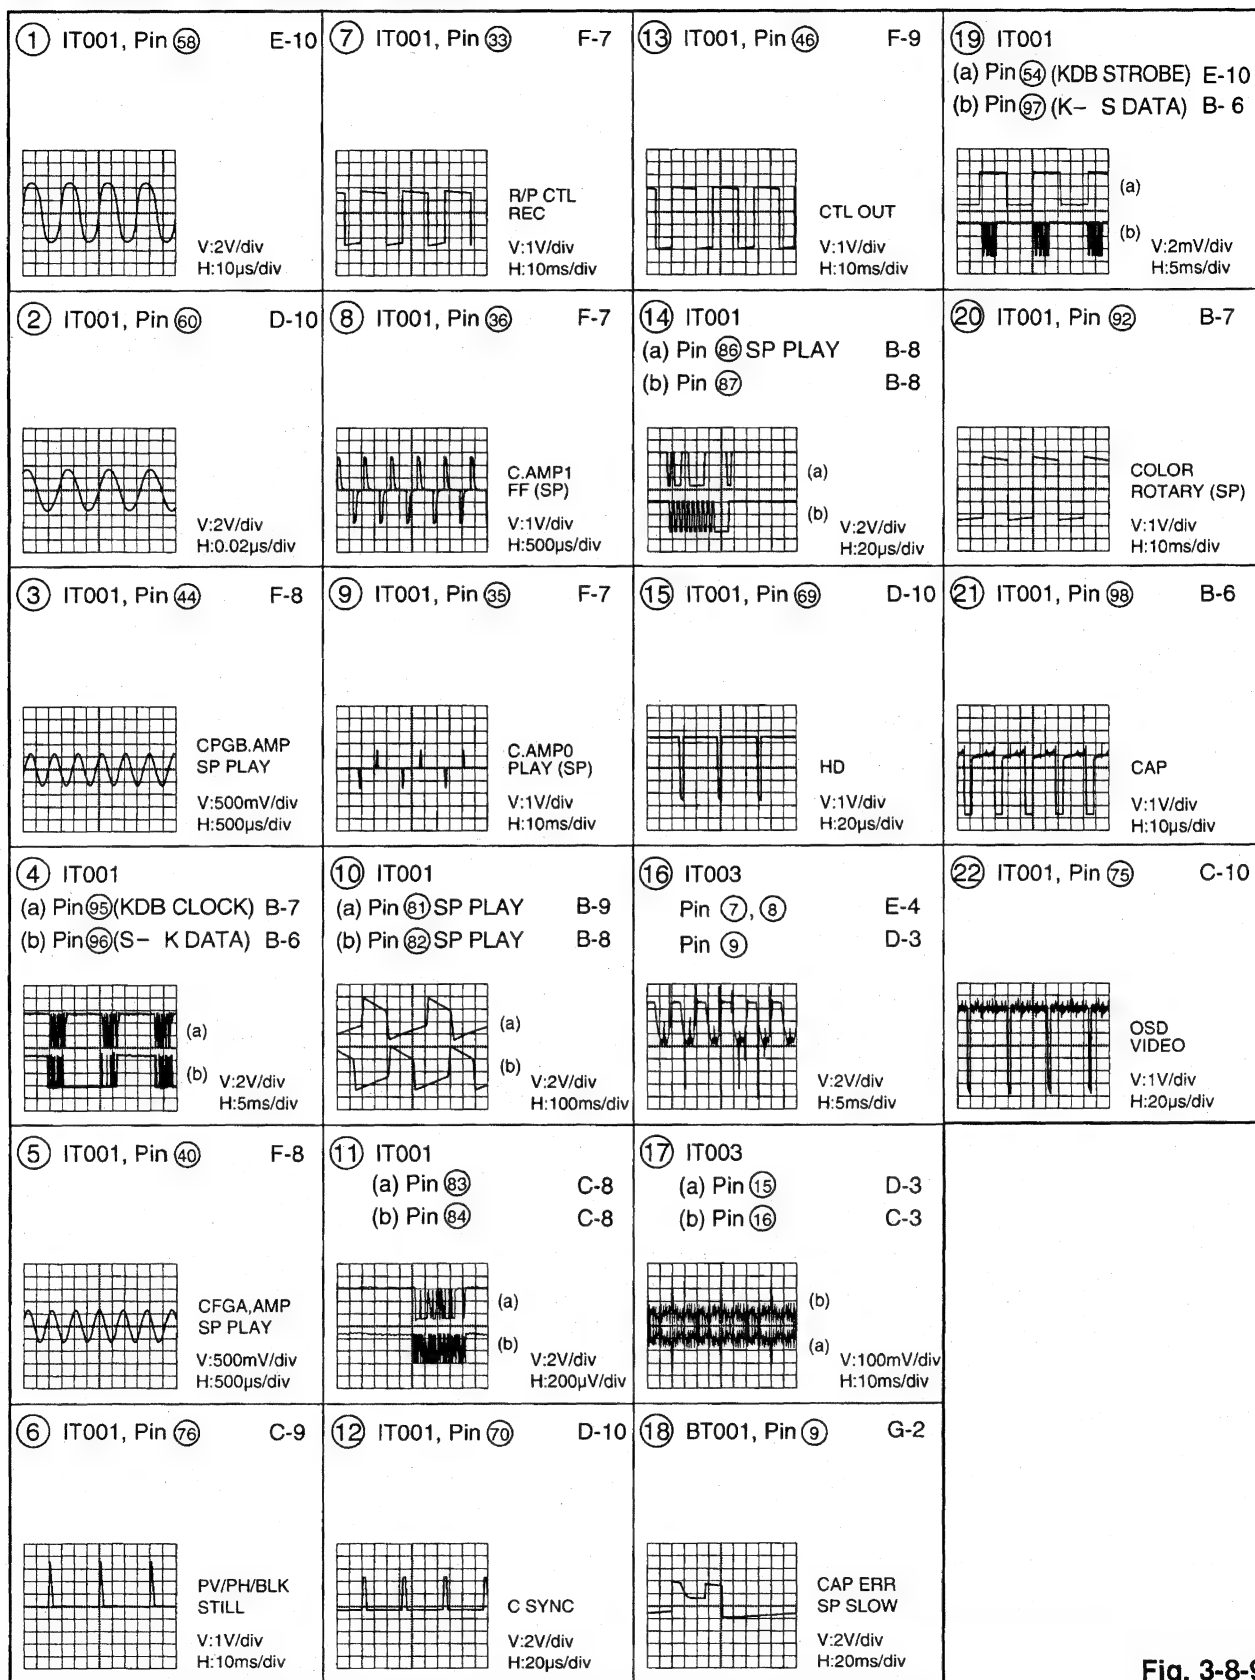 ① IT001, Pin 58 E-10
V:2V/div
H:10µs/div
② IT001, Pin 60 D-10
V:2V/div
H:0.02µs/div
③ IT001, Pin 44 F-8
CPGB.AMP
SP PLAY
V:500mV/div
H:500µs/div
④ IT001
(a) Pin 95 (KDB CLOCK) B-7
(b) Pin 96 (S– K DATA) B-6
(a)
(b)
V:2V/div
H:5ms/div
⑤ IT001, Pin 40 F-8
CFGA,AMP
SP PLAY
V:500mV/div
H:500µs/div
⑥ IT001, Pin 76 C-9
PV/PH/BLK
STILL
V:1V/div
H:10ms/div
⑦ IT001, Pin 33 F-7
R/P CTL
REC
V:1V/div
H:10ms/div
⑧ IT001, Pin 36 F-7
C.AMP1
FF (SP)
V:1V/div
H:500µs/div
⑨ IT001, Pin 35 F-7
C.AMP0
PLAY (SP)
V:1V/div
H:10ms/div
⑩ IT001
(a) Pin 81 SP PLAY B-9
(b) Pin 82 SP PLAY B-8
(a)
(b)
V:2V/div
H:100ms/div
⑪ IT001
(a) Pin 83 C-8
(b) Pin 84 C-8
(a)
(b)
V:2V/div
H:200µV/div
⑫ IT001, Pin 70 D-10
C SYNC
V:2V/div
H:20µs/div
⑬ IT001, Pin 46 F-9
CTL OUT
V:1V/div
H:10ms/div
⑭ IT001
(a) Pin 86 SP PLAY B-8
(b) Pin 87 B-8
(a)
(b)
V:2V/div
H:20µs/div
⑮ IT001, Pin 69 D-10
HD
V:1V/div
H:20µs/div
⑯ IT003
Pin ⑦, ⑧ E-4
Pin ⑨ D-3
V:2V/div
H:5ms/div
⑰ IT003
(a) Pin ⑮ D-3
(b) Pin ⑯ C-3
(b)
(a)
V:100mV/div
H:10ms/div
⑱ BT001, Pin ⑨ G-2
CAP ERR
SP SLOW
V:2V/div
H:20ms/div
⑲ IT001
(a) Pin 54 (KDB STROBE) E-10
(b) Pin 97 (K– S DATA) B- 6
(a)
(b)
V:2mV/div
H:5ms/div
⑳ IT001, Pin 92 B-7
COLOR
ROTARY (SP)
V:1V/div
H:10ms/div
㉑ IT001, Pin 98 B-6
CAP
V:1V/div
H:10µs/div
㉒ IT001, Pin 75 C-10
OSD
VIDEO
V:1V/div
H:20µs/div
Fig. 3-8-9